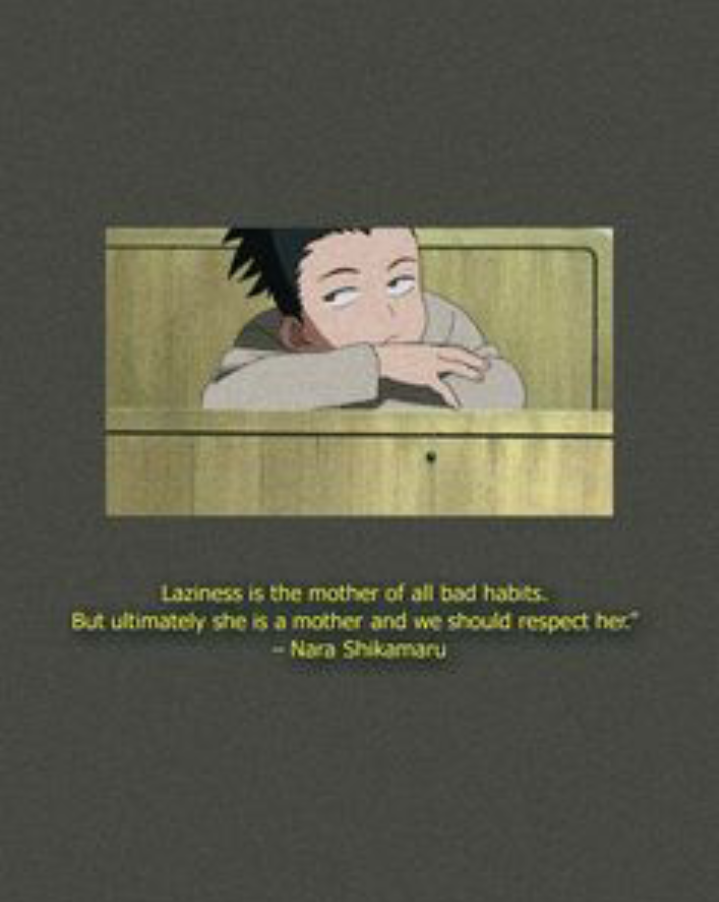 Laziness is the mother of all bad habits.
But ultimately she is a mother and we should respect her.”
– Nara Shikamaru